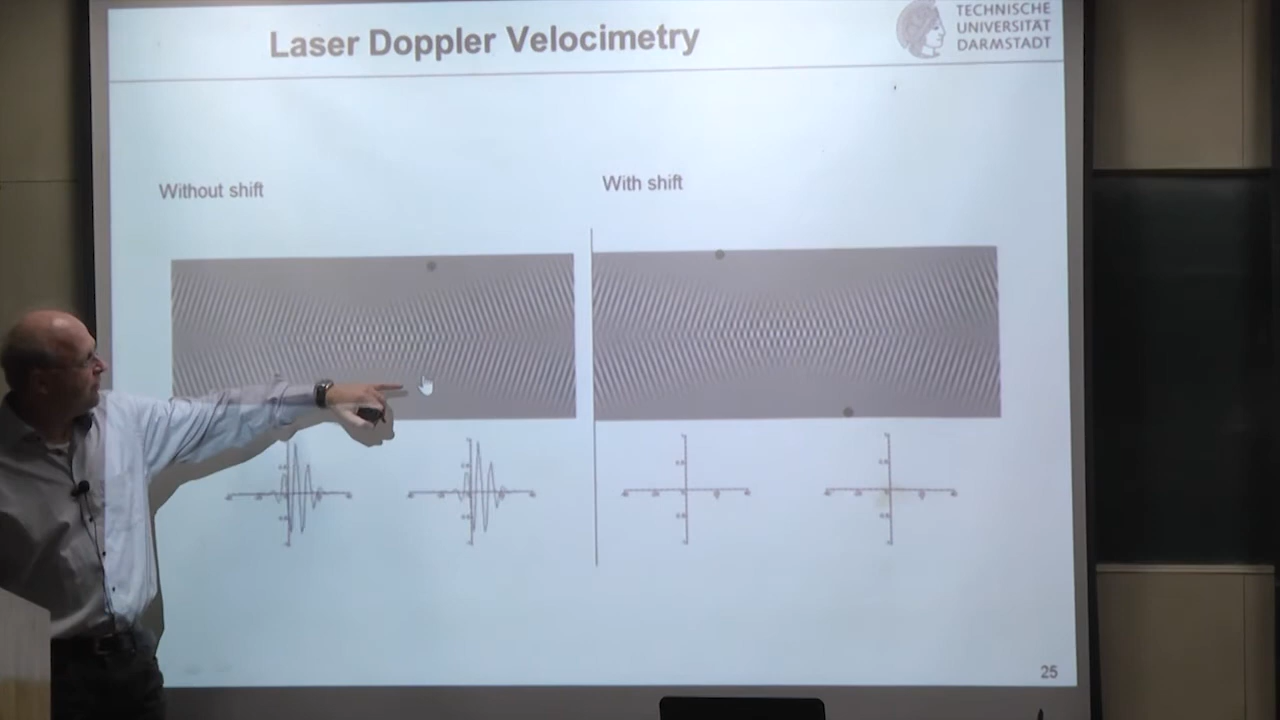 Laser Doppler Velocimetry
TECHNISCHE
UNIVERSITÄT
DARMSTADT
Without shift
With shift
25